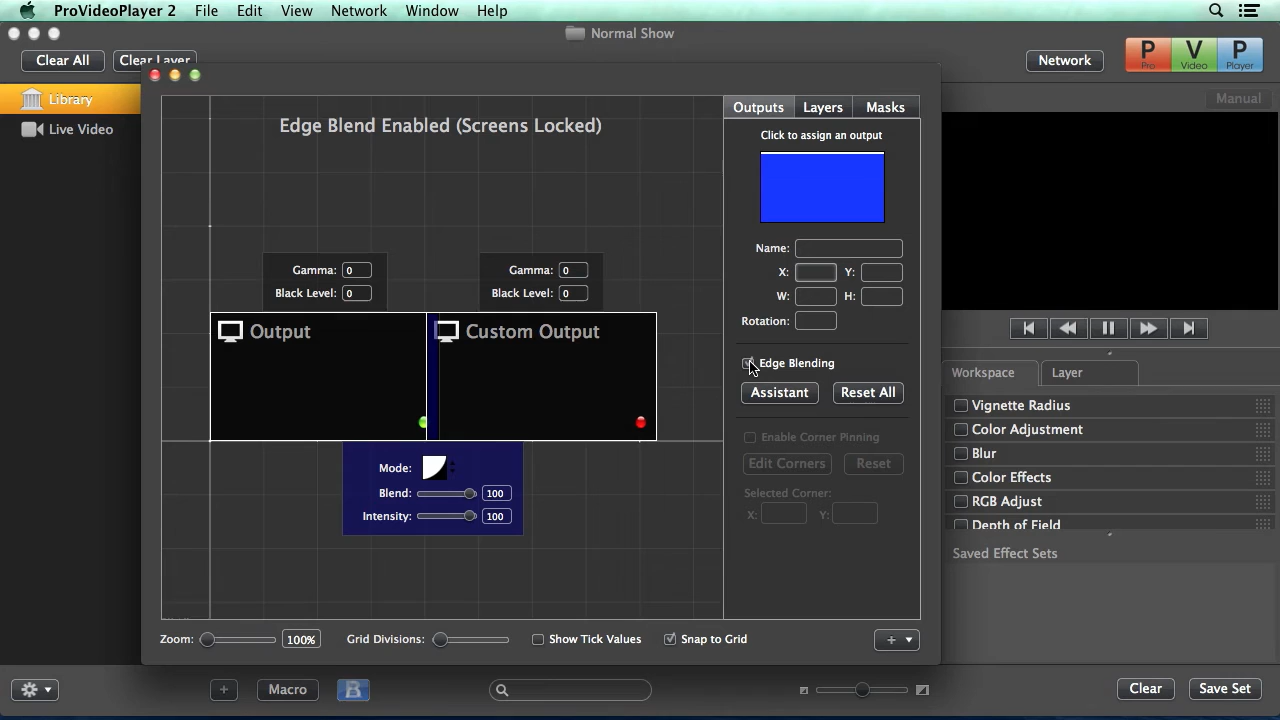 ProVideoPlayer 2 File Edit View Network Window Help
Normal Show
Clear All Clear Layer Network P Pro V Video P Player
Library
Live Video
Manual
Outputs Layers Masks
Edge Blend Enabled (Screens Locked)
Click to assign an output
Name:
X: Y:
W: H:
Rotation:
Gamma: 0 Gamma: 0
Black Level: 0 Black Level: 0
Output Custom Output
Edge Blending
Assistant Reset All
Enable Corner Pinning
Edit Corners Reset
Selected Corner:
X: Y:
Mode:
Blend: 100
Intensity: 100
Workspace Layer
Vignette Radius
Color Adjustment
Blur
Color Effects
RGB Adjust
Depth of Field
Saved Effect Sets
Zoom: 100% Grid Divisions: Show Tick Values Snap to Grid +
+ Macro B Clear Save Set